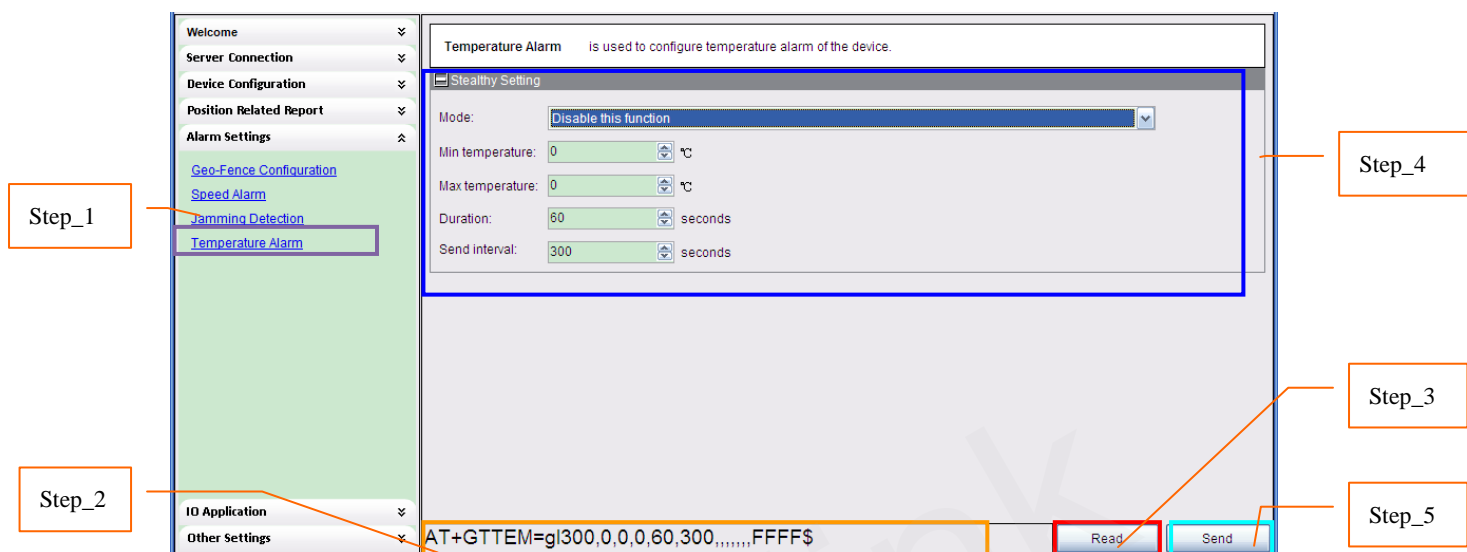 Welcome
Server Connection
Device Configuration
Position Related Report
Alarm Settings
Geo-Fence Configuration
Speed Alarm
Jamming Detection
Temperature Alarm
IO Application
Other Settings
Temperature Alarm is used to configure temperature alarm of the device.
Stealthy Setting
Mode: Disable this function
Min temperature: 0 ℃
Max temperature: 0 ℃
Duration: 60 seconds
Send interval: 300 seconds
AT+GTTEM=gl300,0,0,0,60,300,,,,,,,FFFF$
Read
Send
Step_1
Step_2
Step_3
Step_4
Step_5